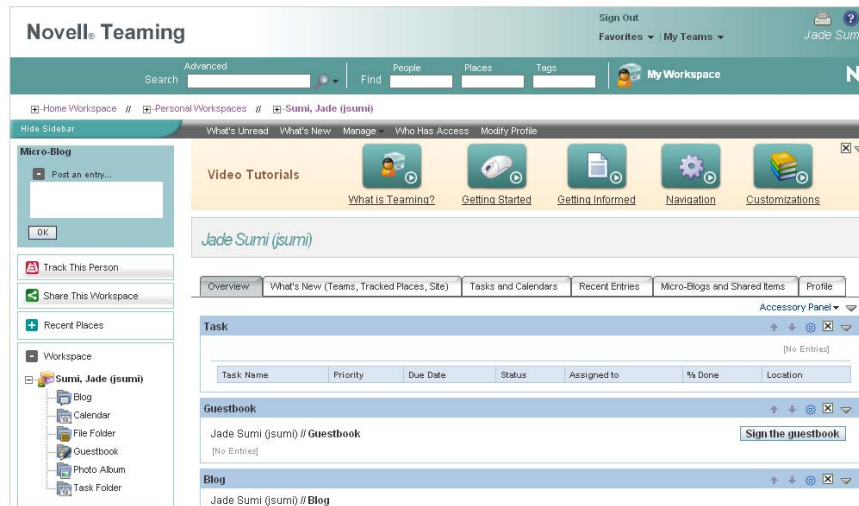 Novell® Teaming
Sign Out
Favorites | My Teams
Jade Sum
Advanced
Search
Find
People
Places
Tags
My Workspace
N
Home Workspace // Personal Workspaces // Sumi, Jade (jsumi)
Hide Sidebar
What's Unread What's New Manage Who Has Access Modify Profile
Micro-Blog
Post an entry...
OK
Track This Person
Share This Workspace
Recent Places
Workspace
Sumi, Jade (jsumi)
Blog
Calendar
File Folder
Guestbook
Photo Album
Task Folder
Video Tutorials
What is Teaming? Getting Started Getting Informed Navigation Customizations
Jade Sumi (jsumi)
Overview What's New (Teams, Tracked Places, Site) Tasks and Calendars Recent Entries Micro-Blogs and Shared Items Profile
Accessory Panel
Task
[No Entries]
Task Name Priority Due Date Status Assigned to % Done Location
Guestbook
Jade Sumi (jsumi) // Guestbook
Sign the guestbook
[No Entries]
Blog
Jade Sumi (jsumi) // Blog